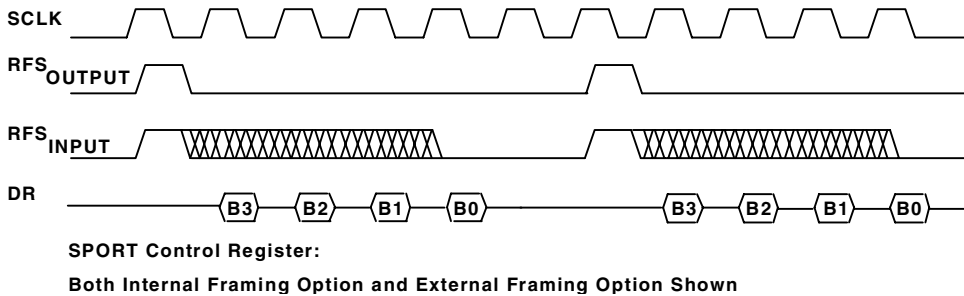 SCLK
RFS OUTPUT
RFS INPUT
DR B3 B2 B1 B0 B3 B2 B1 B0
SPORT Control Register:
Both Internal Framing Option and External Framing Option Shown